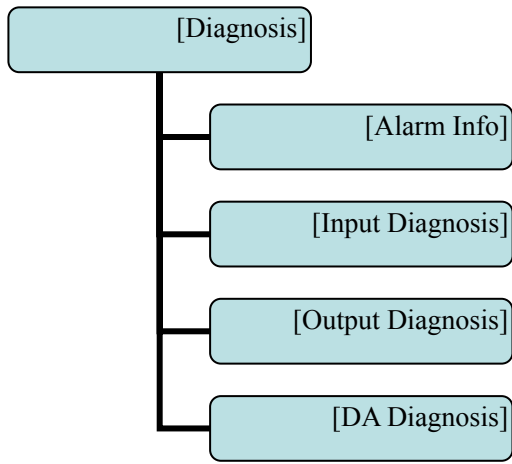 [Diagnosis]
[Alarm Info]
[Input Diagnosis]
[Output Diagnosis]
[DA Diagnosis]